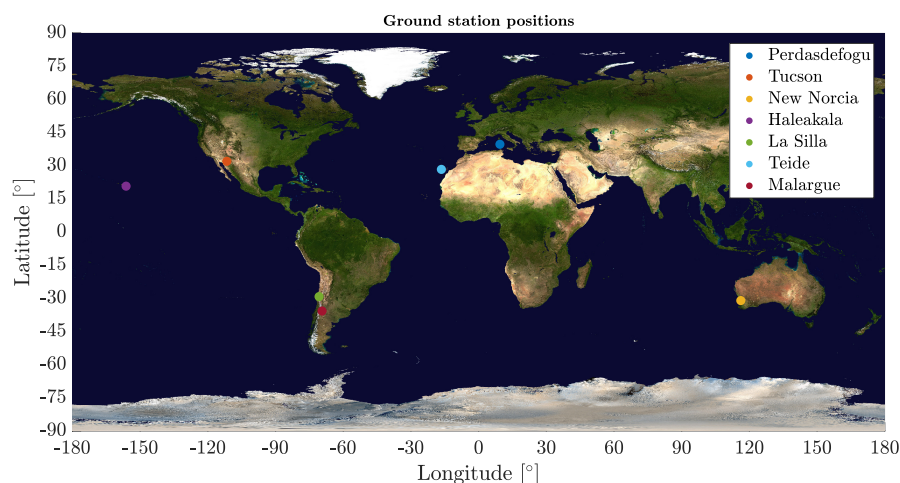 Ground station positions
90
75
60
45
30
15
0
-15
-30
-45
-60
-75
-90
Latitude [°]
Perdasdefogu
Tucson
New Norcia
Haleakala
La Silla
Teide
Malargue
-180 -150 -120 -90 -60 -30 0 30 60 90 120 150 180
Longitude [°]